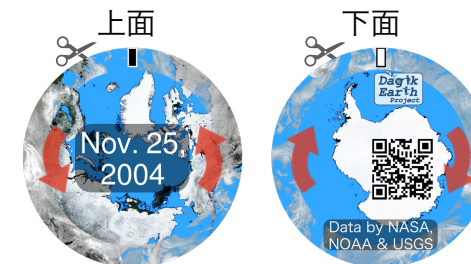 上面
下面
Nov. 25,
2004
Dagik
Earth
Project
Data by NASA,
NOAA & USGS